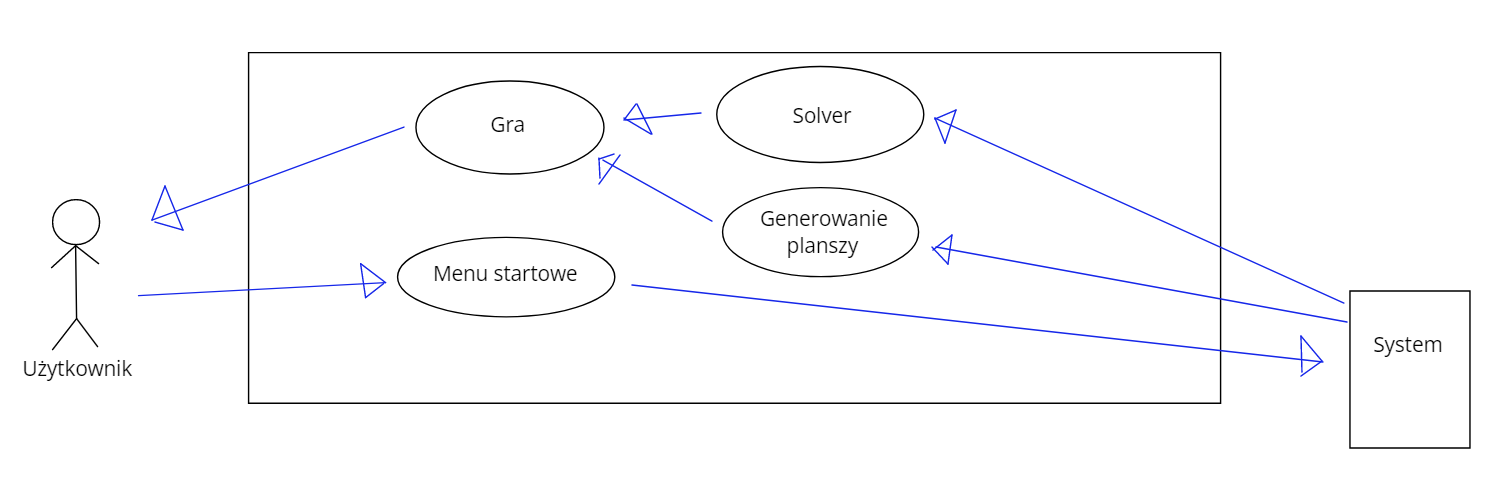 Gra
Solver
Generowanie
planszy
Menu startowe
System
Użytkownik